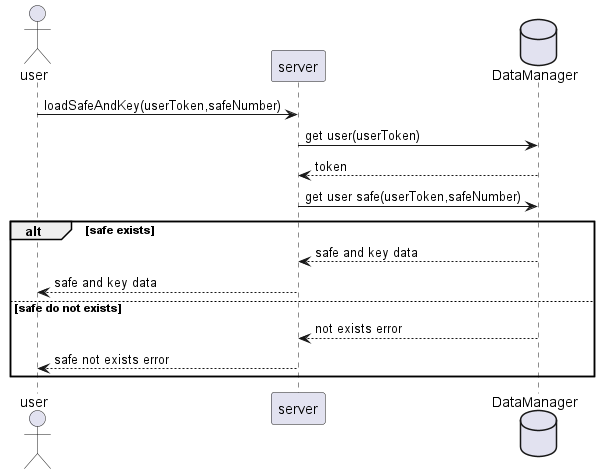 user
server
DataManager
loadSafeAndKey(userToken,safeNumber)
get user(userToken)
token
get user safe(userToken,safeNumber)
alt [safe exists]
safe and key data
safe and key data
[safe do not exists]
not exists error
safe not exists error
user
server
DataManager